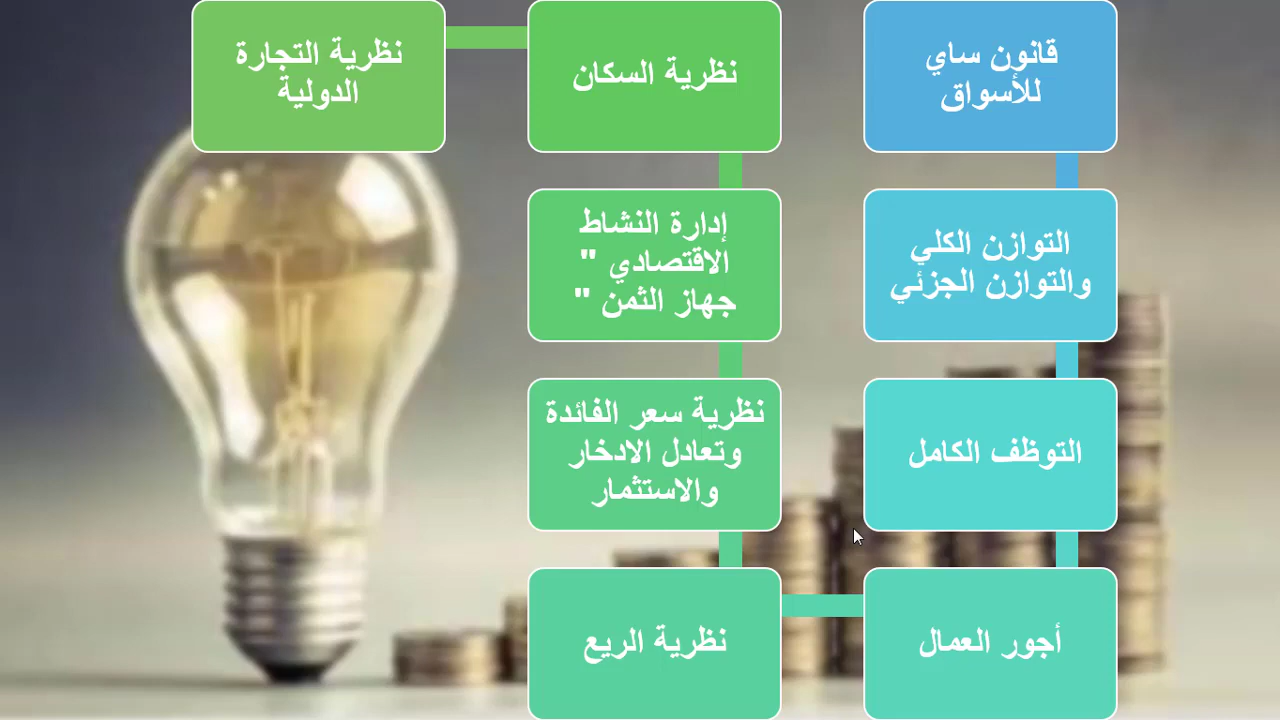 قانون ساي
للأسواق
التوازن الكلي
والتوازن الجزئي
التوظف الكامل
أجور العمال
نظرية الريع
نظرية سعر الفائدة
وتعادل الادخار
والاستثمار
إدارة النشاط
الاقتصادي "
جهاز الثمن "
نظرية السكان
نظرية التجارة
الدولية